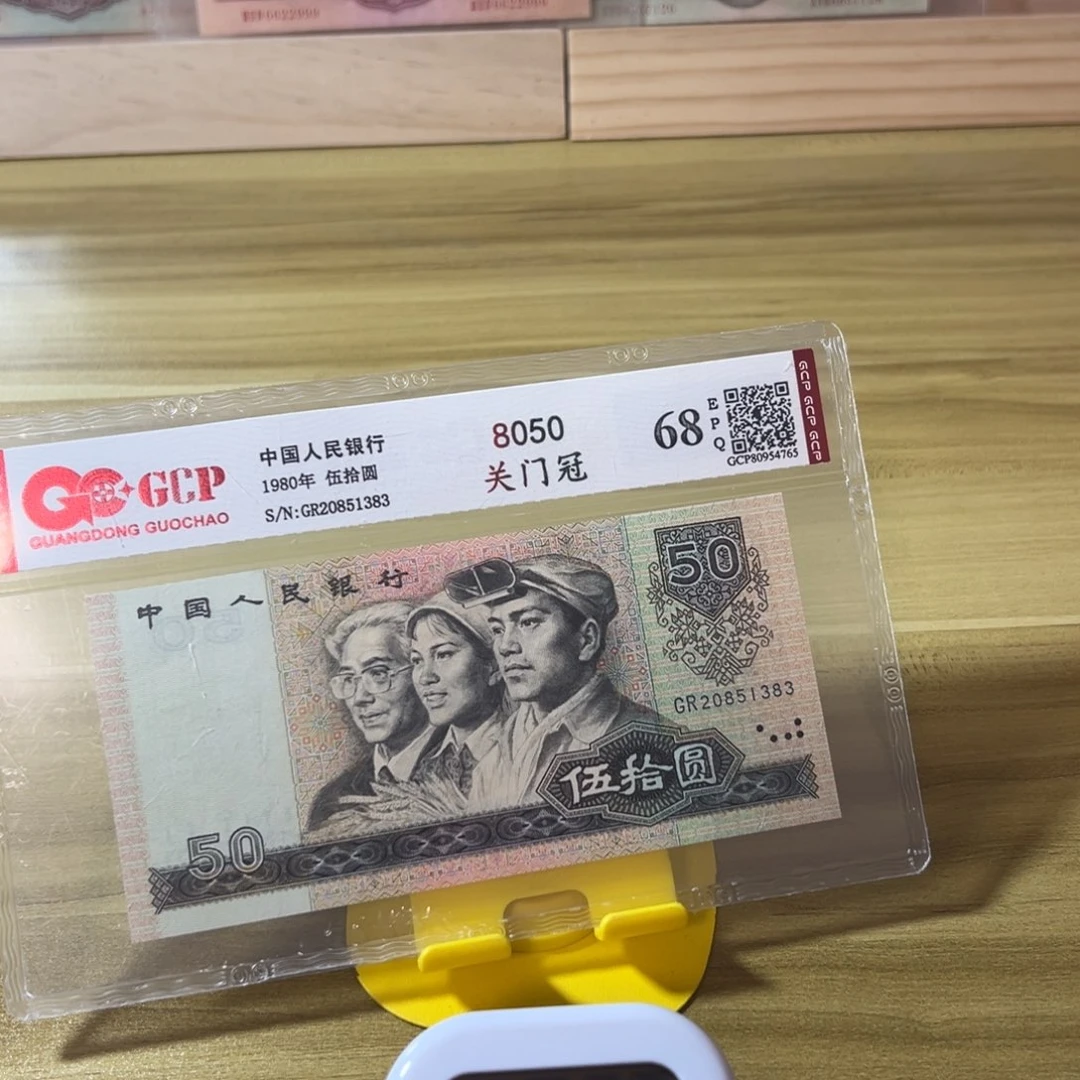 GCP
GUANGDONG GUOCHAO
中国人民银行
1980年 伍拾圆
S/N:GR20851383
8050
关门冠
68
EPQ
GCP80954765
GCP GCP GCP
中国人民银行
50
GR20851383
伍拾圆
50